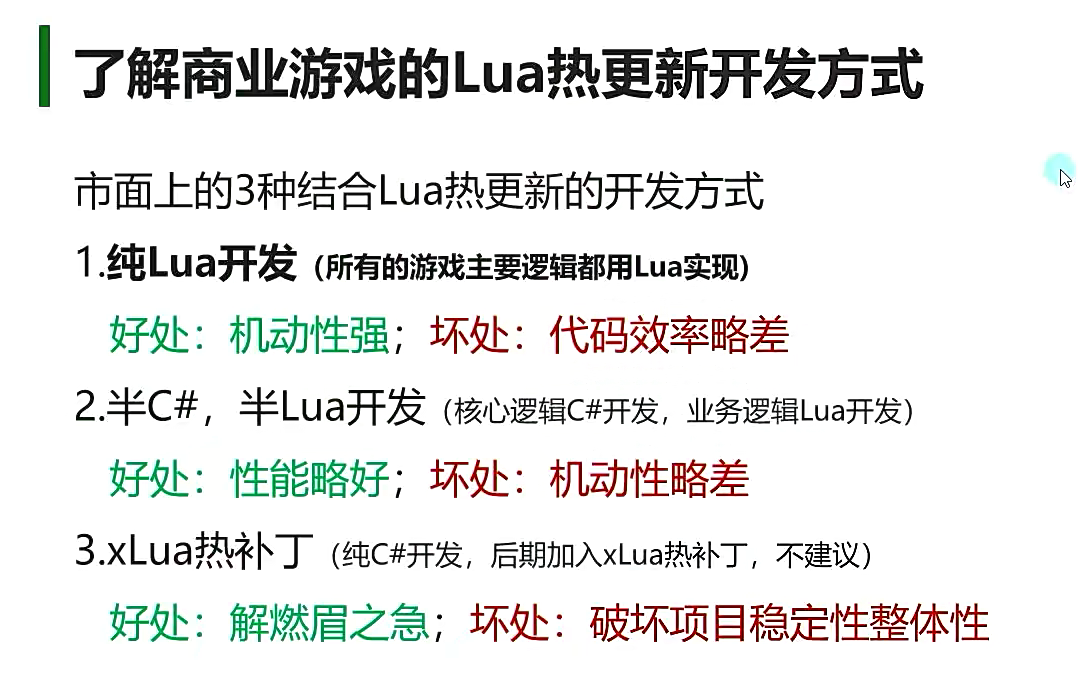 了解商业游戏的Lua热更新开发方式
市面上的3种结合Lua热更新的开发方式
1.纯Lua开发（所有的游戏主要逻辑都用Lua实现）
好处：机动性强；坏处：代码效率略差
2.半C#，半Lua开发（核心逻辑C#开发，业务逻辑Lua开发）
好处：性能略好；坏处：机动性略差
3.xLua热补丁（纯C#开发，后期加入xLua热补丁，不建议）
好处：解燃眉之急；坏处：破坏项目稳定性整体性